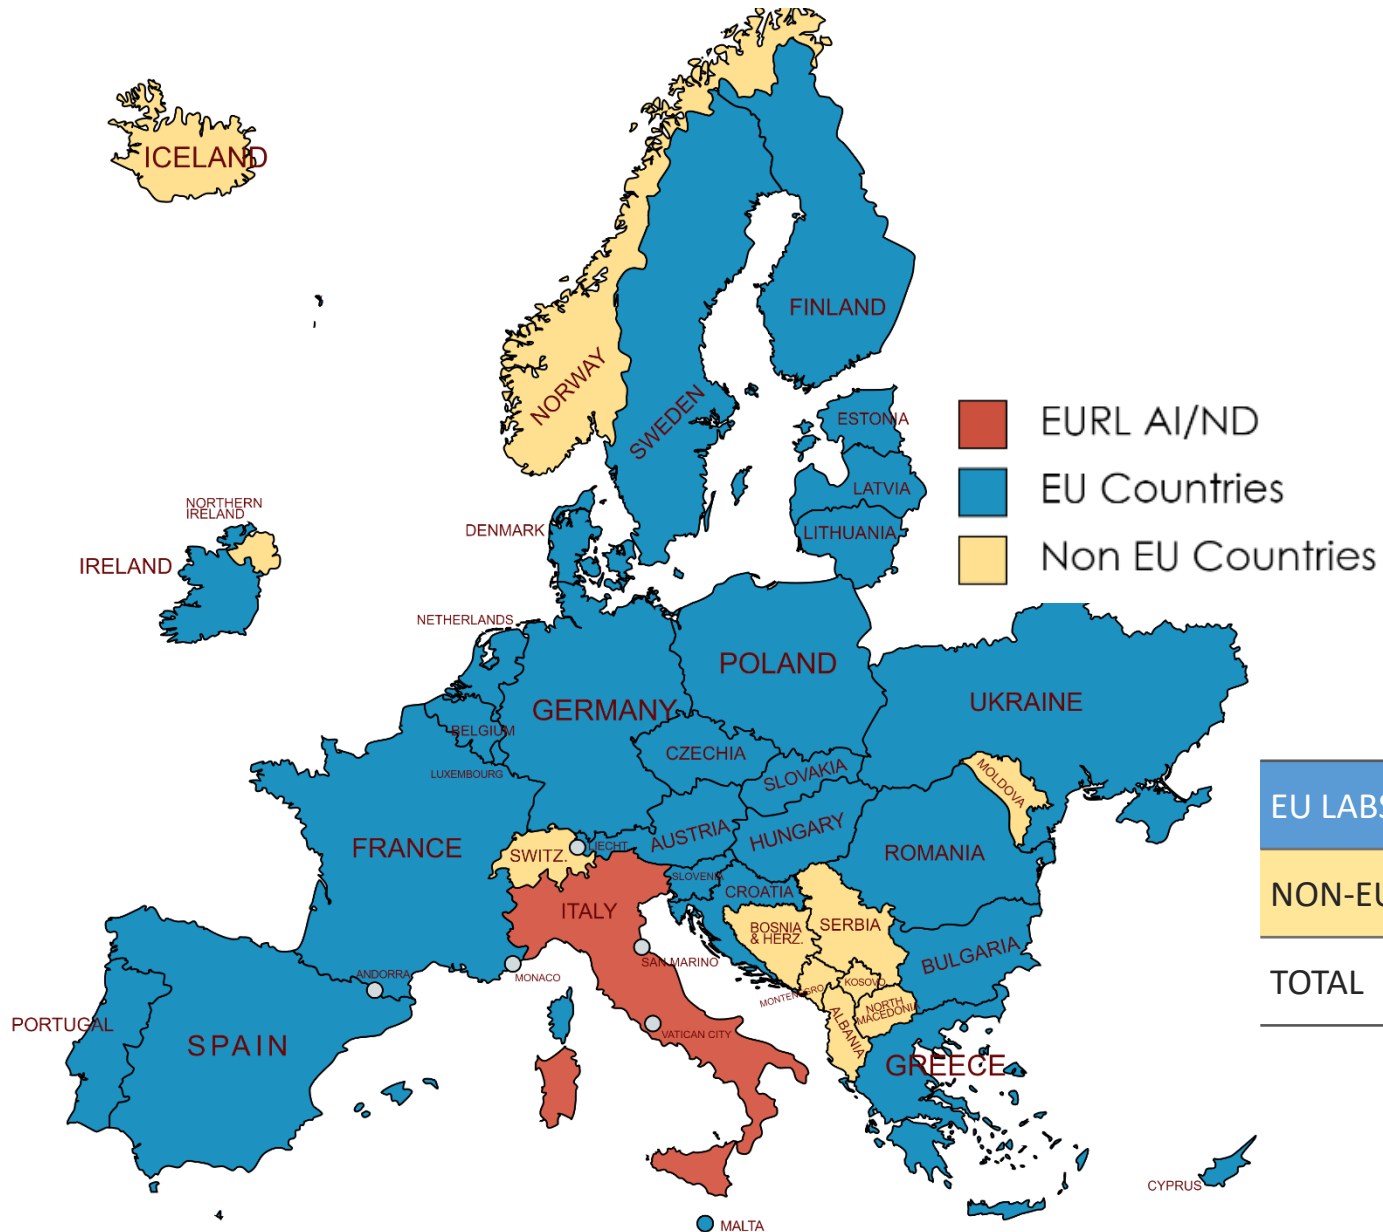 ICELAND
FINLAND
NORWAY
SWEDEN
ESTONIA
EURL AI/ND
LATVIA
EU Countries
NORTHERN
IRELAND
DENMARK
LITHUANIA
Non EU Countries
IRELAND
NETHERLANDS
POLAND
UKRAINE
GERMANY
BELGIUM
CZECHIA
LUXEMBOURG
SLOVAKIA
MOLDOVA
EU LABS
FRANCE
SWITZ.
LIECHT.
AUSTRIA
HUNGARY
ROMANIA
SLOVENIA
CROATIA
NON-EU
ITALY
BOSNIA
& HERZ.
SERBIA
BULGARIA
SAN MARINO
ANDORRA
MONACO
MONTENEGRO
KOSOVO
TOTAL
NORTH
MACEDONIA
PORTUGAL
SPAIN
VATICAN CITY
ALBANIA
GREECE
CYPRUS
MALTA